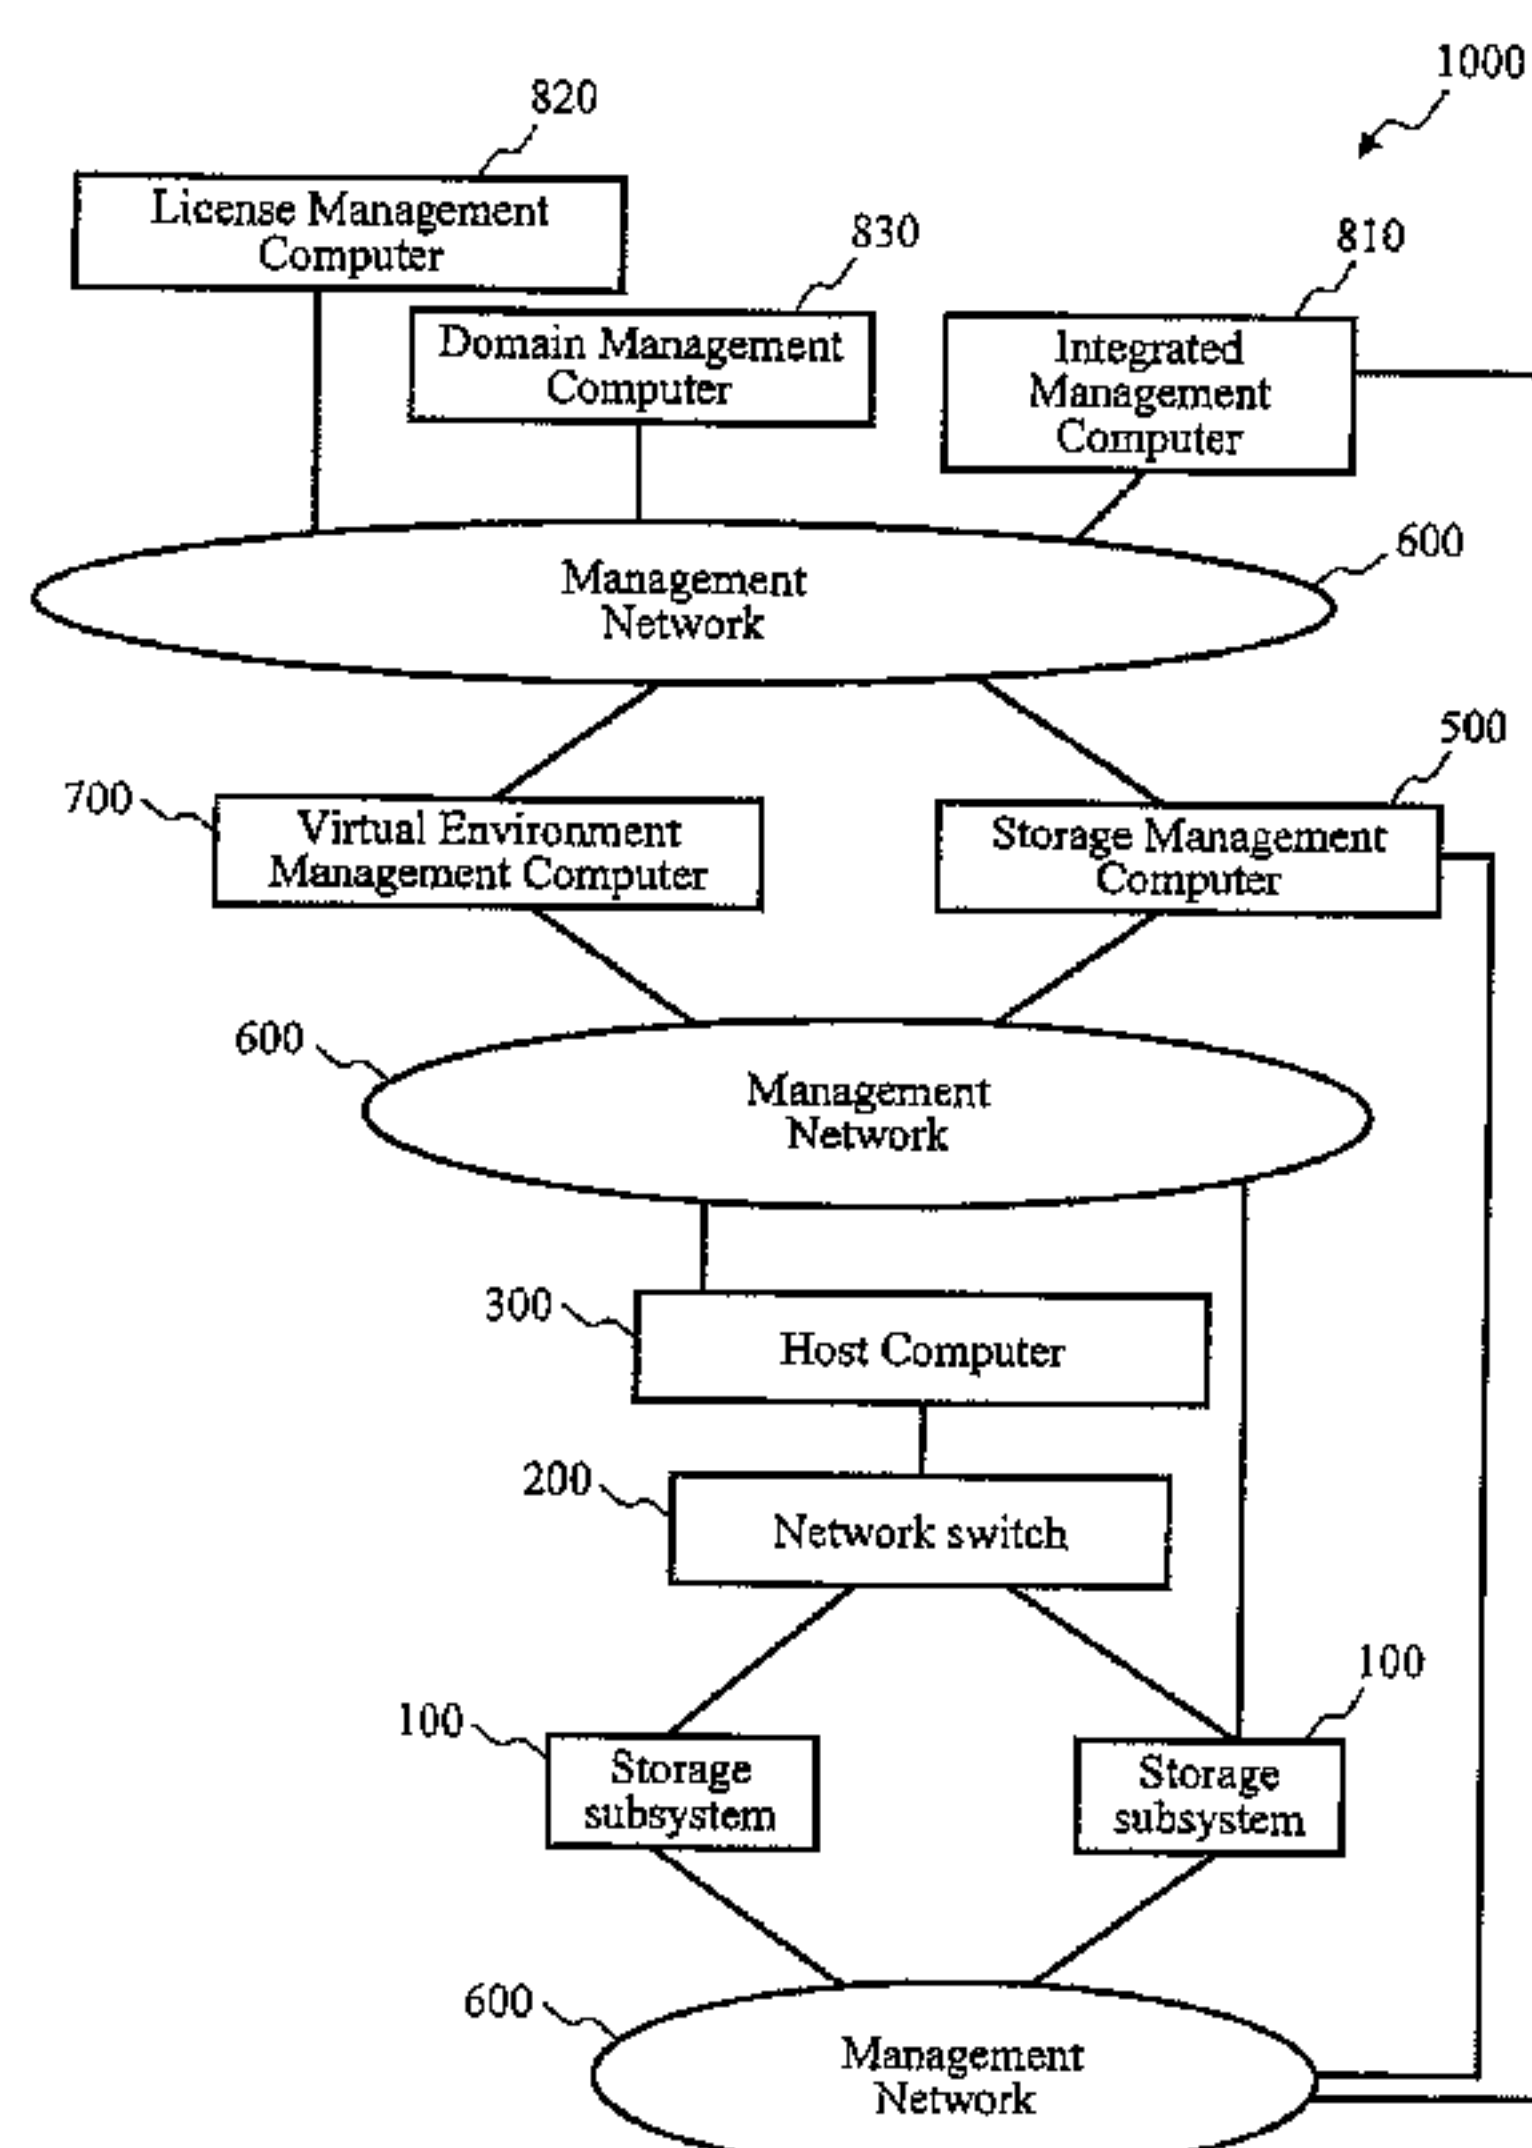 1000
820
License Management
Computer
830
Domain Management
Computer
810
Integrated
Management
Computer
600
Management
Network
500
700
Virtual Environment
Management Computer
Storage Management
Computer
600
Management
Network
300
Host Computer
200
Network switch
100
100
Storage
subsystem
Storage
subsystem
600
Management
Network